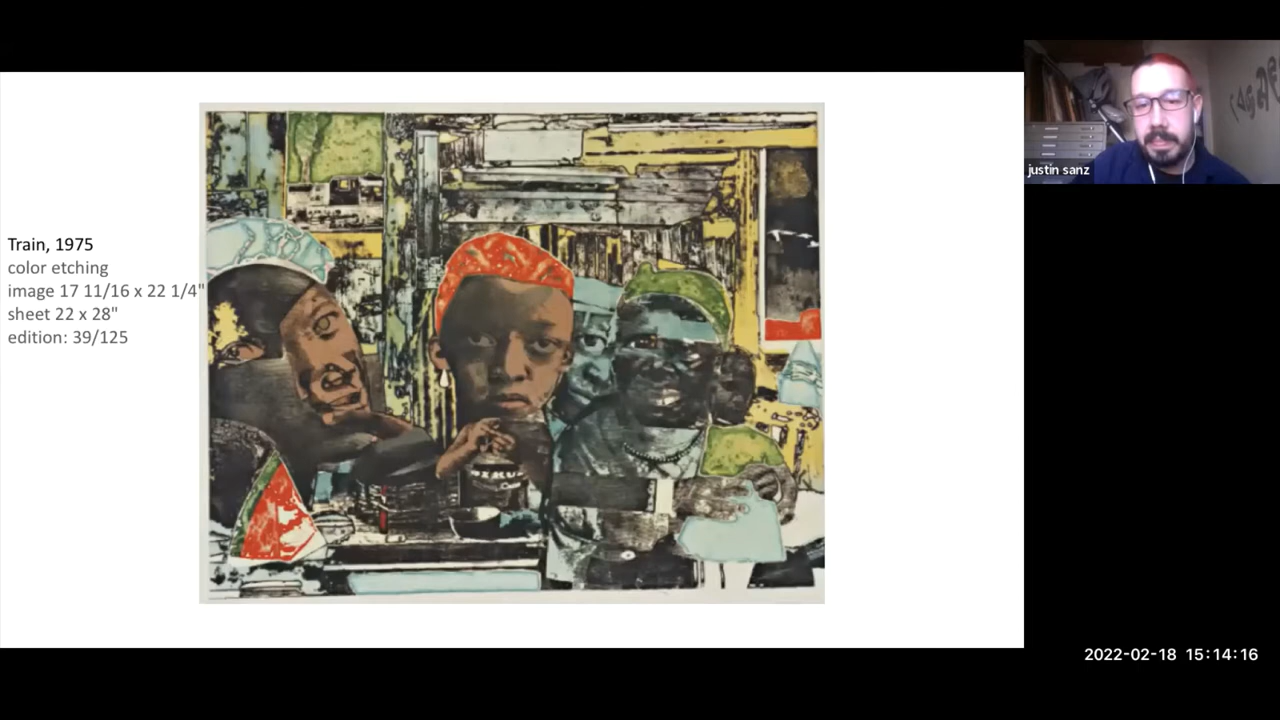 Train, 1975
color etching
image 17 11/16 x 22 1/4"
sheet 22 x 28"
edition: 39/125
justin sanz
2022-02-18 15:14:16